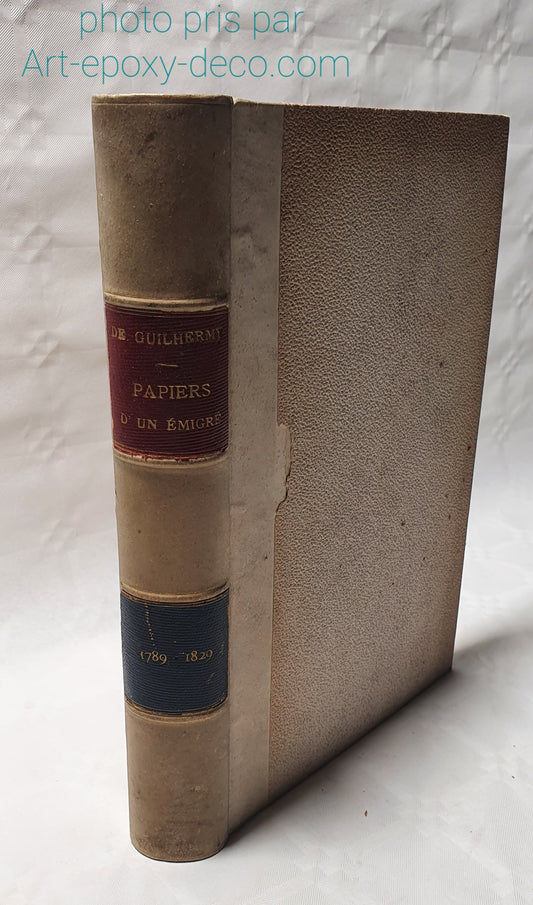 photo pris par
Art-epoxy-deco.com
DE GUILHERMY
PAPIERS
D'UN ÉMIGRÉ
1789-1829